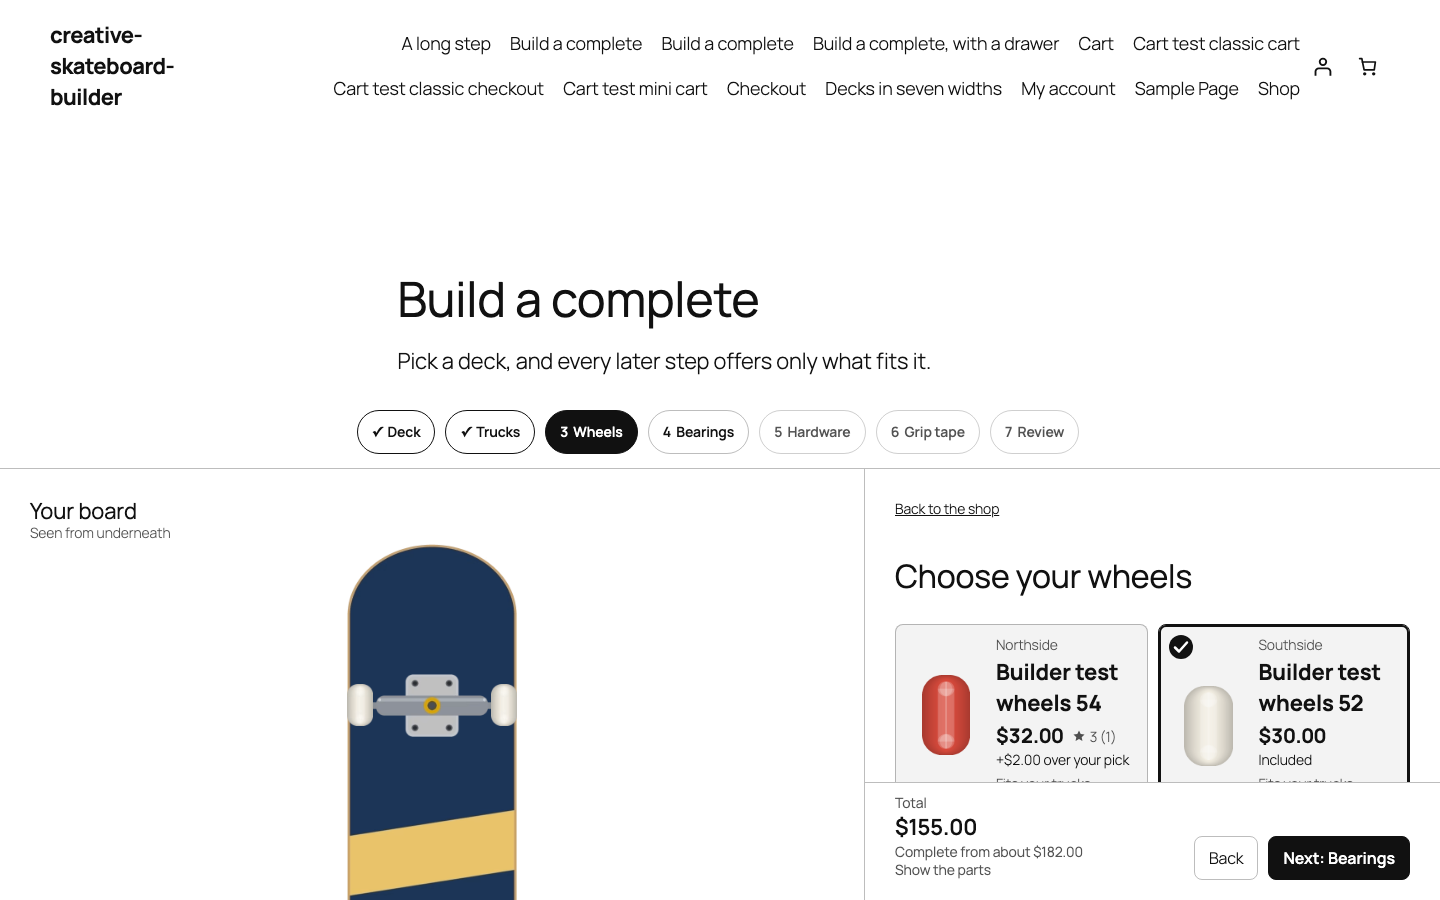 creative-
skateboard-
builder
A long step Build a complete Build a complete Build a complete, with a drawer Cart Cart test classic cart
Cart test classic checkout Cart test mini cart Checkout Decks in seven widths My account Sample Page Shop
Build a complete
Pick a deck, and every later step offers only what fits it.
✓ Deck ✓ Trucks 3 Wheels 4 Bearings 5 Hardware 6 Grip tape 7 Review
Your board
Seen from underneath
Back to the shop
Choose your wheels
Northside
Builder test
wheels 54
$32.00 ★ 3 (1)
+$2.00 over your pick
Southside
Builder test
wheels 52
$30.00
Included
Total
$155.00
Complete from about $182.00
Show the parts
Back
Next: Bearings